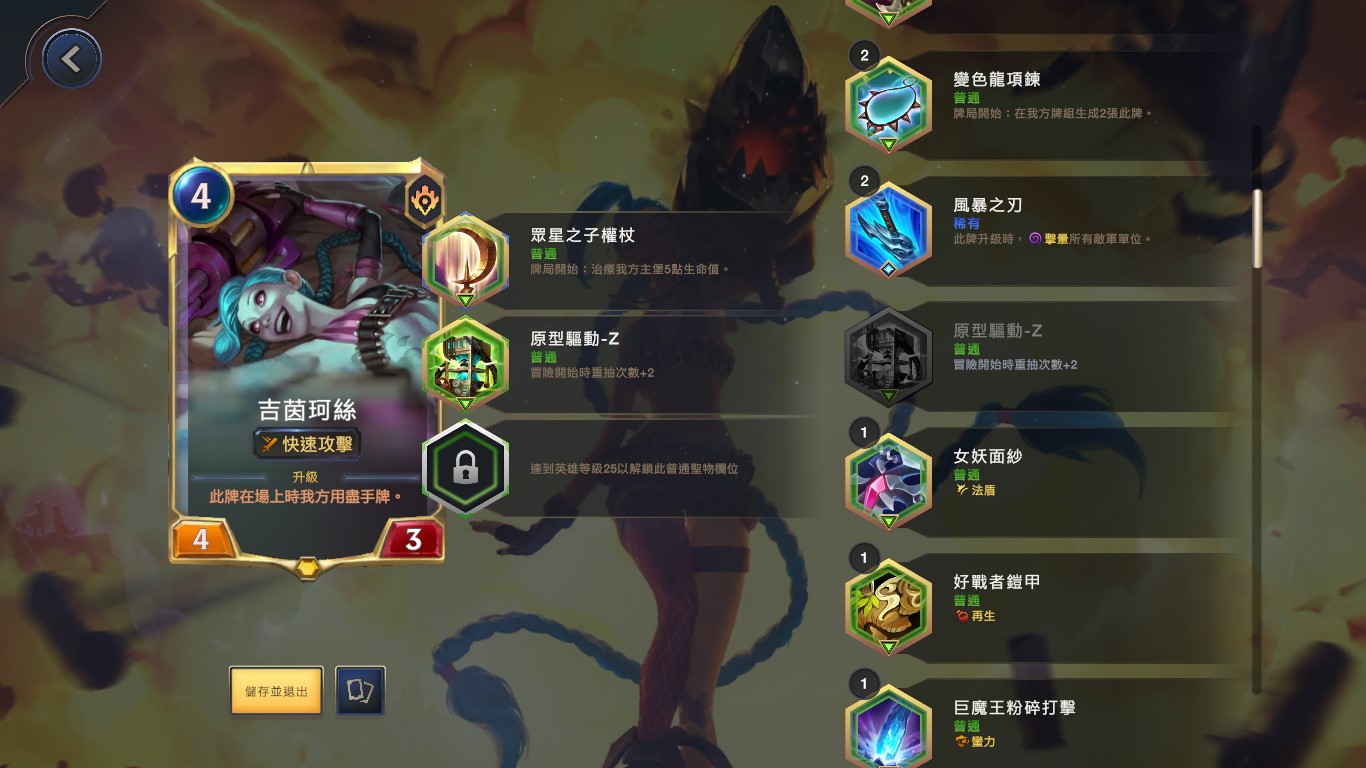 4
吉茵珂絲
快速攻擊
升級
此牌在場上時我方用盡手牌。
4
3
儲存並退出
眾星之子權杖
普通
牌局開始：治療我方主堡5點生命值。
原型驅動-Z
普通
冒險開始時重抽次數+2
達到英雄等級25以解鎖此普通聖物欄位
2
變色龍項鍊
普通
牌局開始：在我方牌組生成2張此牌。
2
風暴之刃
稀有
此牌升級時，擊暈所有敵軍單位。
原型驅動-Z
普通
冒險開始時重抽次數+2
1
女妖面紗
普通
法盾
1
好戰者鎧甲
普通
再生
1
巨魔王粉碎打擊
普通
蠻力